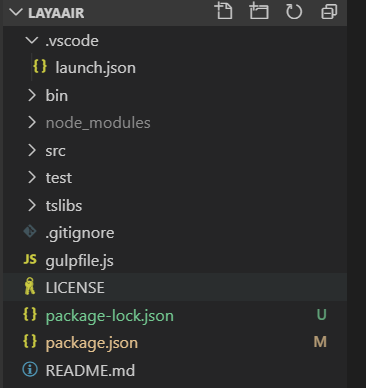 LAYAAIR
.vscode
{} launch.json
bin
node_modules
src
test
tslibs
.gitignore
JS gulpfile.js
LICENSE
{} package-lock.json U
{} package.json M
README.md